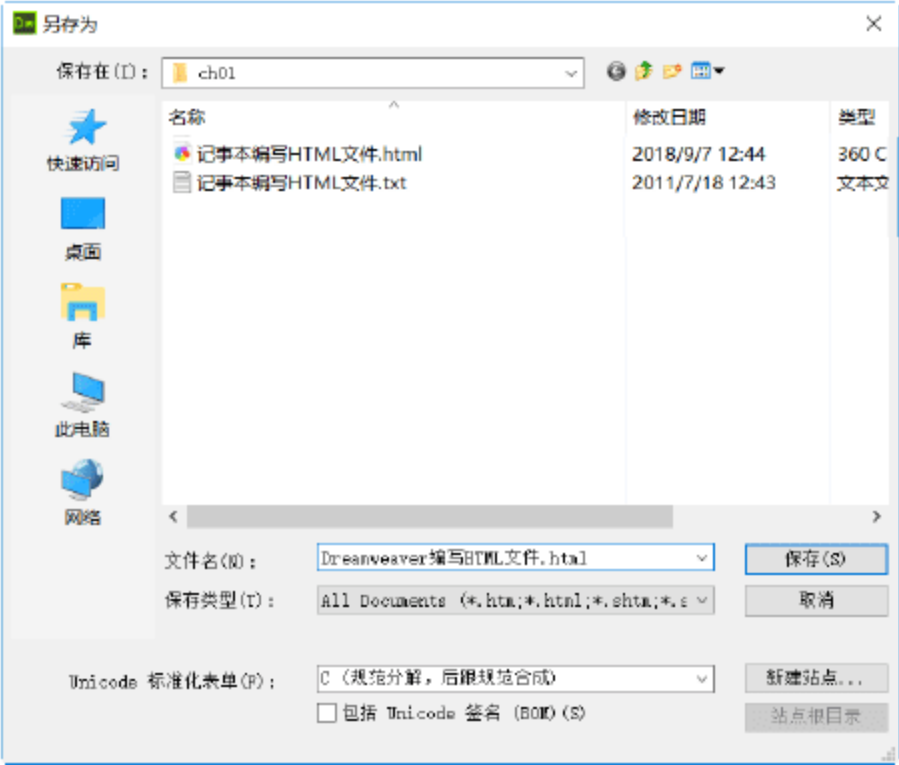 Dw 另存为
保存在(I): ch01
名称 修改日期 类型
记事本编写HTML文件.html 2018/9/7 12:44 360 C
记事本编写HTML文件.txt 2011/7/18 12:43 文本文
快速访问
桌面
库
此电脑
网络
文件名(N): Dreamweaver编写HTML文件.html 保存(S)
保存类型(T): All Documents (*.htm;*.html;*.shtm;*.s 取消
Unicode 标准化表单(F): C (规范分解，后跟规范合成) 新建站点...
包括 Unicode 签名 (BOM)(S) 站点根目录